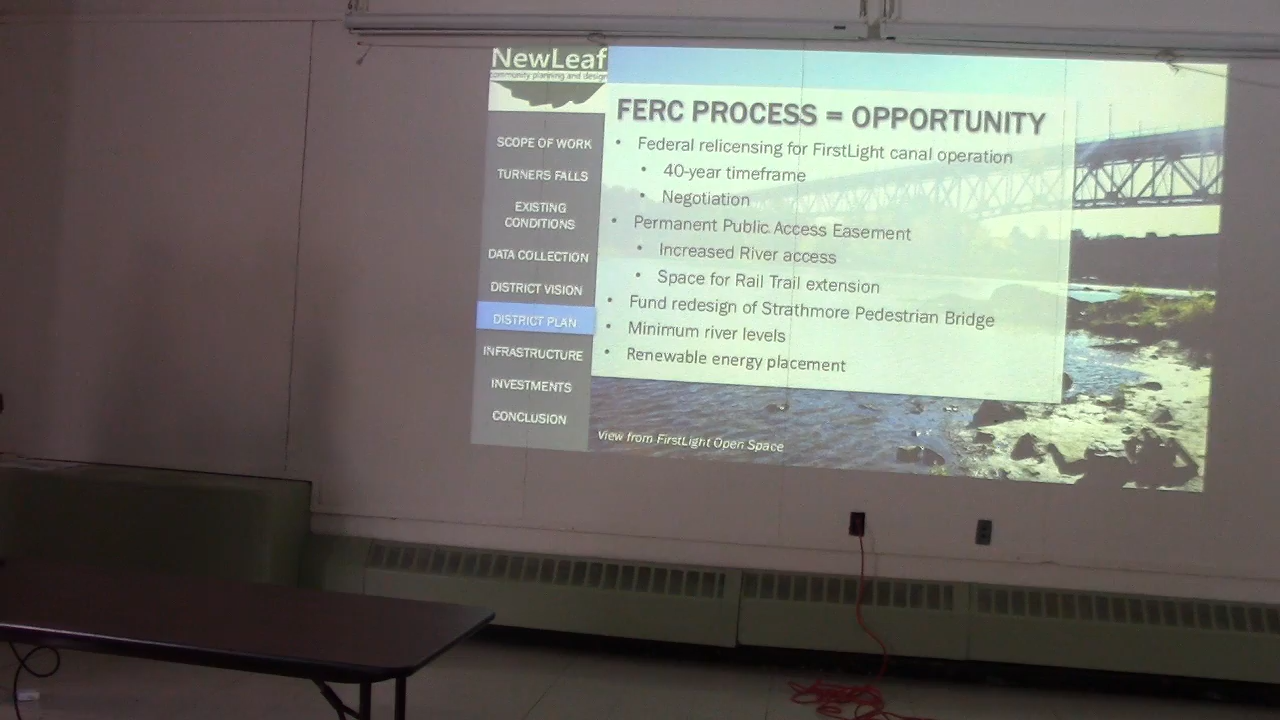 NewLeaf
community planning and design
SCOPE OF WORK
TURNERS FALLS
EXISTING
CONDITIONS
DATA COLLECTION
DISTRICT VISION
DISTRICT PLAN
INFRASTRUCTURE
INVESTMENTS
CONCLUSION
FERC PROCESS = OPPORTUNITY
• Federal relicensing for FirstLight canal operation
• 40-year timeframe
• Negotiation
• Permanent Public Access Easement
• Increased River access
• Space for Rail Trail extension
• Fund redesign of Strathmore Pedestrian Bridge
• Minimum river levels
• Renewable energy placement
View from FirstLight Open Space